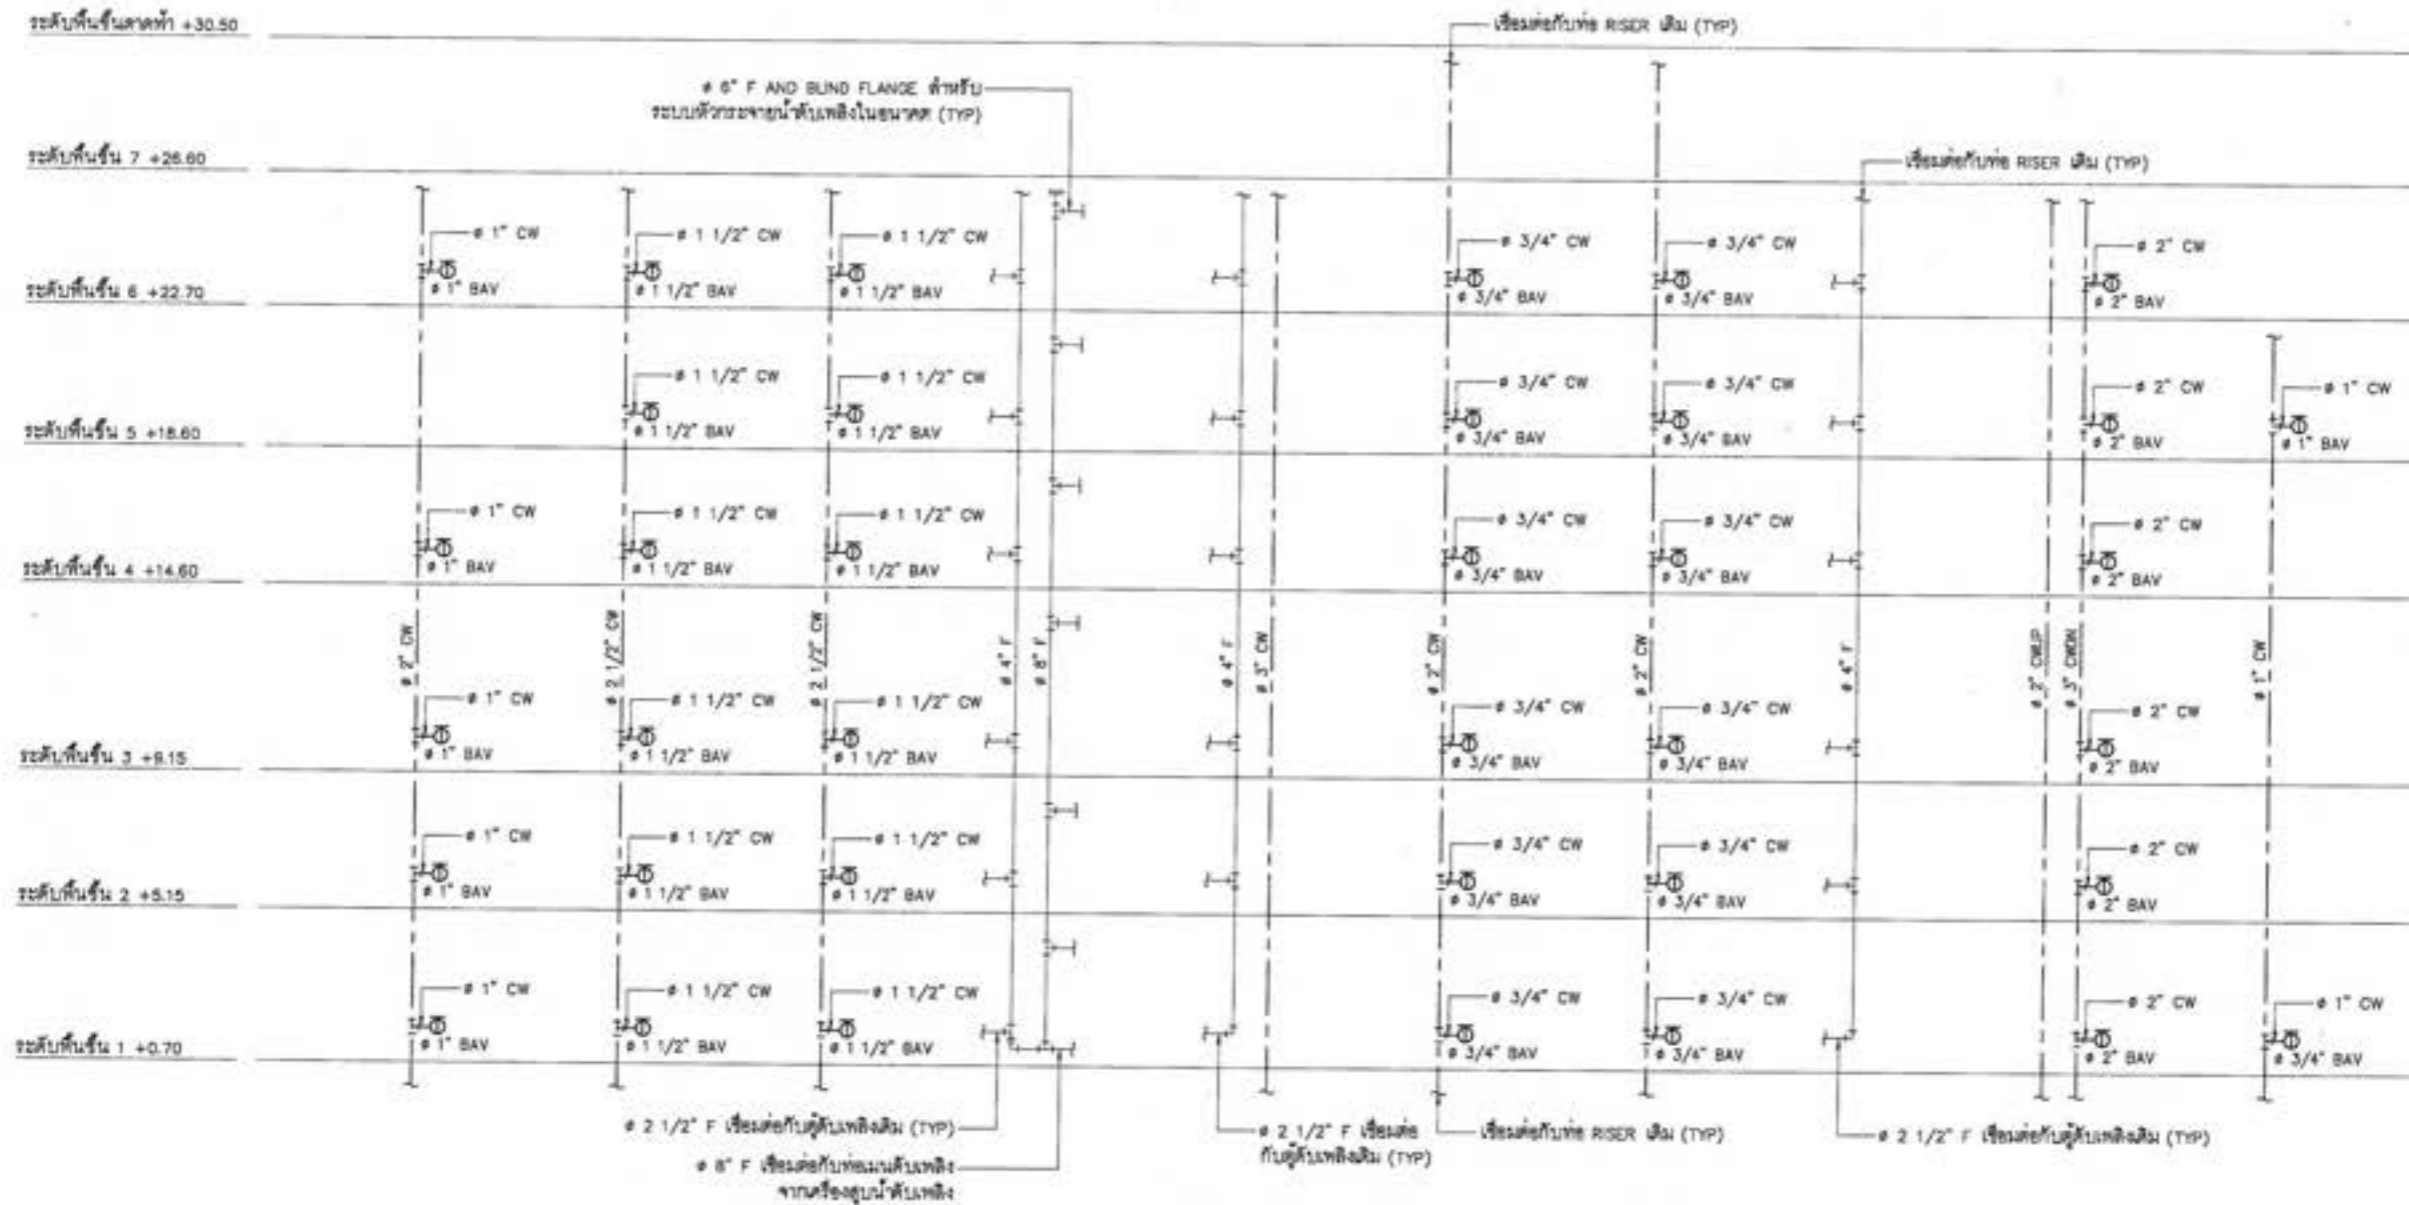 ระดับพื้นชั้นดาดฟ้า +30.50
เชื่อมต่อกับท่อ RISER เดิม (TYP)
ø 6" F AND BLIND FLANGE สำหรับ
ระบบหัวกระจายน้ำดับเพลิงในอนาคต (TYP)
ระดับพื้นชั้น 7 +26.60
เชื่อมต่อกับท่อ RISER เดิม (TYP)
ø 1" CW
ø 1 1/2" CW
ø 1 1/2" CW
ø 3/4" CW
ø 3/4" CW
ø 2" CW
ระดับพื้นชั้น 6 +22.70
ø 1" BAV
ø 1 1/2" BAV
ø 1 1/2" BAV
ø 3/4" BAV
ø 3/4" BAV
ø 2" BAV
ø 1 1/2" CW
ø 1 1/2" CW
ø 3/4" CW
ø 3/4" CW
ø 2" CW
ø 1" CW
ระดับพื้นชั้น 5 +18.60
ø 1 1/2" BAV
ø 1 1/2" BAV
ø 3/4" BAV
ø 3/4" BAV
ø 2" BAV
ø 1" BAV
ø 1" CW
ø 1 1/2" CW
ø 1 1/2" CW
ø 3/4" CW
ø 3/4" CW
ø 2" CW
ระดับพื้นชั้น 4 +14.60
ø 1" BAV
ø 1 1/2" BAV
ø 1 1/2" BAV
ø 3/4" BAV
ø 3/4" BAV
ø 2" BAV
ø 2" CW
ø 2 1/2" CW
ø 2 1/2" CW
ø 4" F
ø 8" F
ø 4" F
ø 3" CW
ø 2" CW
ø 2" CW
ø 4" F
ø 2" CWUP
ø 3" CWDN
ø 1" CW
ø 1" CW
ø 1 1/2" CW
ø 1 1/2" CW
ø 3/4" CW
ø 3/4" CW
ø 2" CW
ระดับพื้นชั้น 3 +9.15
ø 1" BAV
ø 1 1/2" BAV
ø 1 1/2" BAV
ø 3/4" BAV
ø 3/4" BAV
ø 2" BAV
ø 1" CW
ø 1 1/2" CW
ø 1 1/2" CW
ø 3/4" CW
ø 3/4" CW
ø 2" CW
ระดับพื้นชั้น 2 +5.15
ø 1" BAV
ø 1 1/2" BAV
ø 1 1/2" BAV
ø 3/4" BAV
ø 3/4" BAV
ø 2" BAV
ø 1" CW
ø 1 1/2" CW
ø 1 1/2" CW
ø 3/4" CW
ø 3/4" CW
ø 2" CW
ø 1" CW
ระดับพื้นชั้น 1 +0.70
ø 1" BAV
ø 1 1/2" BAV
ø 1 1/2" BAV
ø 3/4" BAV
ø 3/4" BAV
ø 2" BAV
ø 3/4" BAV
ø 2 1/2" F เชื่อมต่อกับตู้ดับเพลิงเดิม (TYP)
ø 2 1/2" F เชื่อมต่อ
กับตู้ดับเพลิงเดิม (TYP)
เชื่อมต่อกับท่อ RISER เดิม (TYP)
ø 2 1/2" F เชื่อมต่อกับตู้ดับเพลิงเดิม (TYP)
ø 8" F เชื่อมต่อกับท่อเมนดับเพลิง
จากเครื่องสูบน้ำดับเพลิง